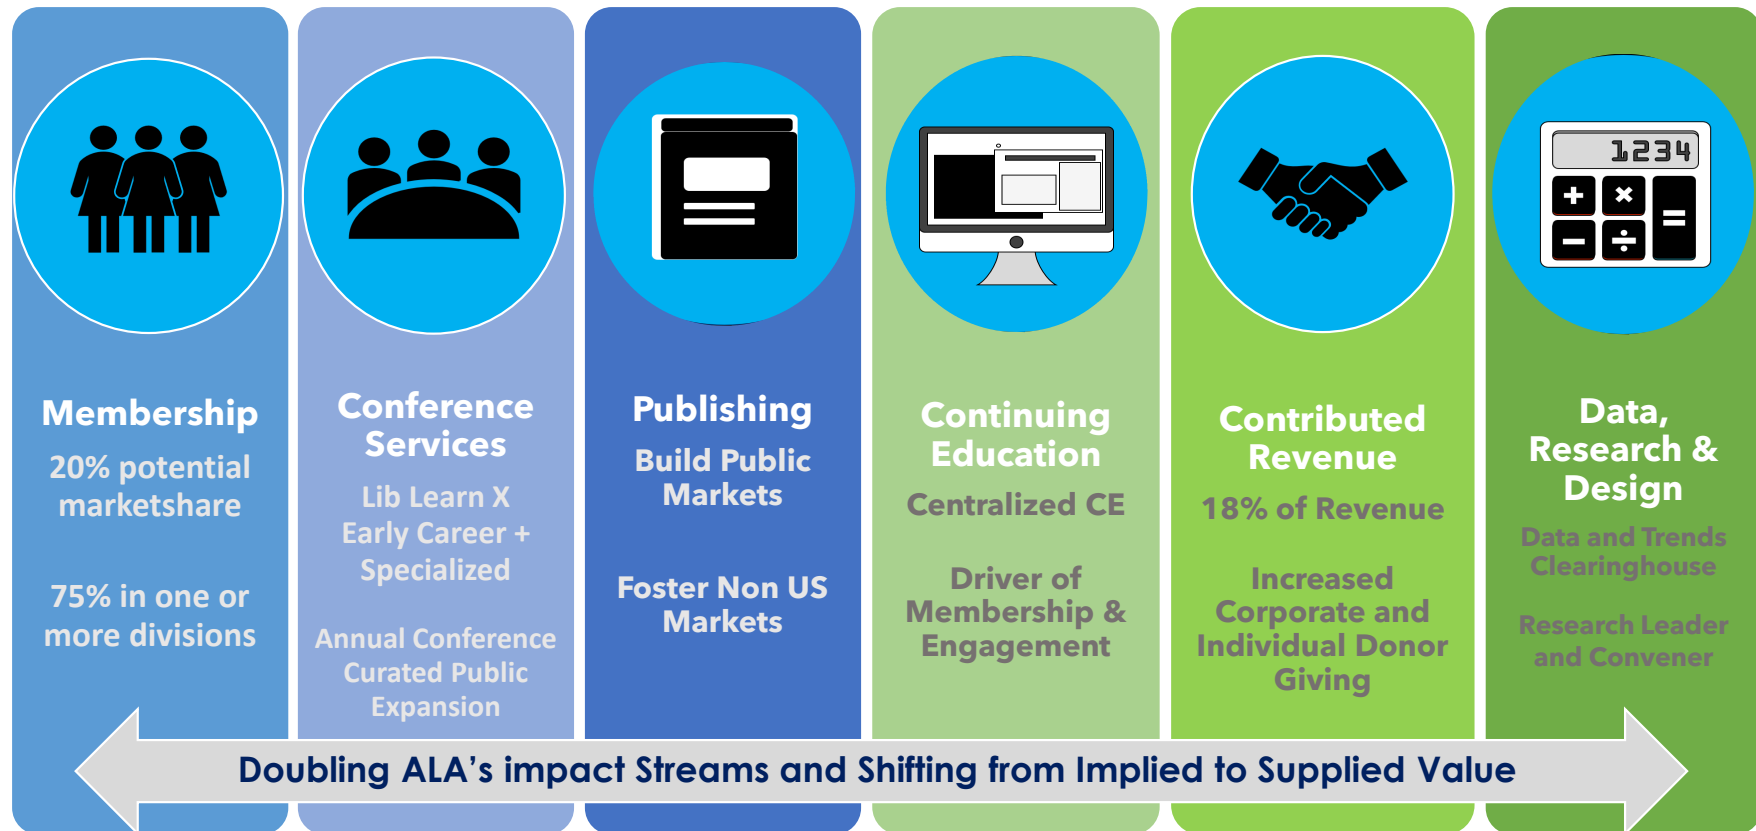 1234
Membership
20% potential
marketshare
75% in one or
more divisions
Conference
Services
Lib Learn X
Early Career +
Specialized
Annual Conference
Curated Public
Expansion
Publishing
Build Public
Markets
Foster Non US
Markets
Continuing
Education
Centralized CE
Driver of
Membership &
Engagement
Contributed
Revenue
18% of Revenue
Increased
Corporate and
Individual Donor
Giving
Data,
Research &
Design
Data and Trends
Clearinghouse
Research Leader
and Convener
Doubling ALA's impact Streams and Shifting from Implied to Supplied Value